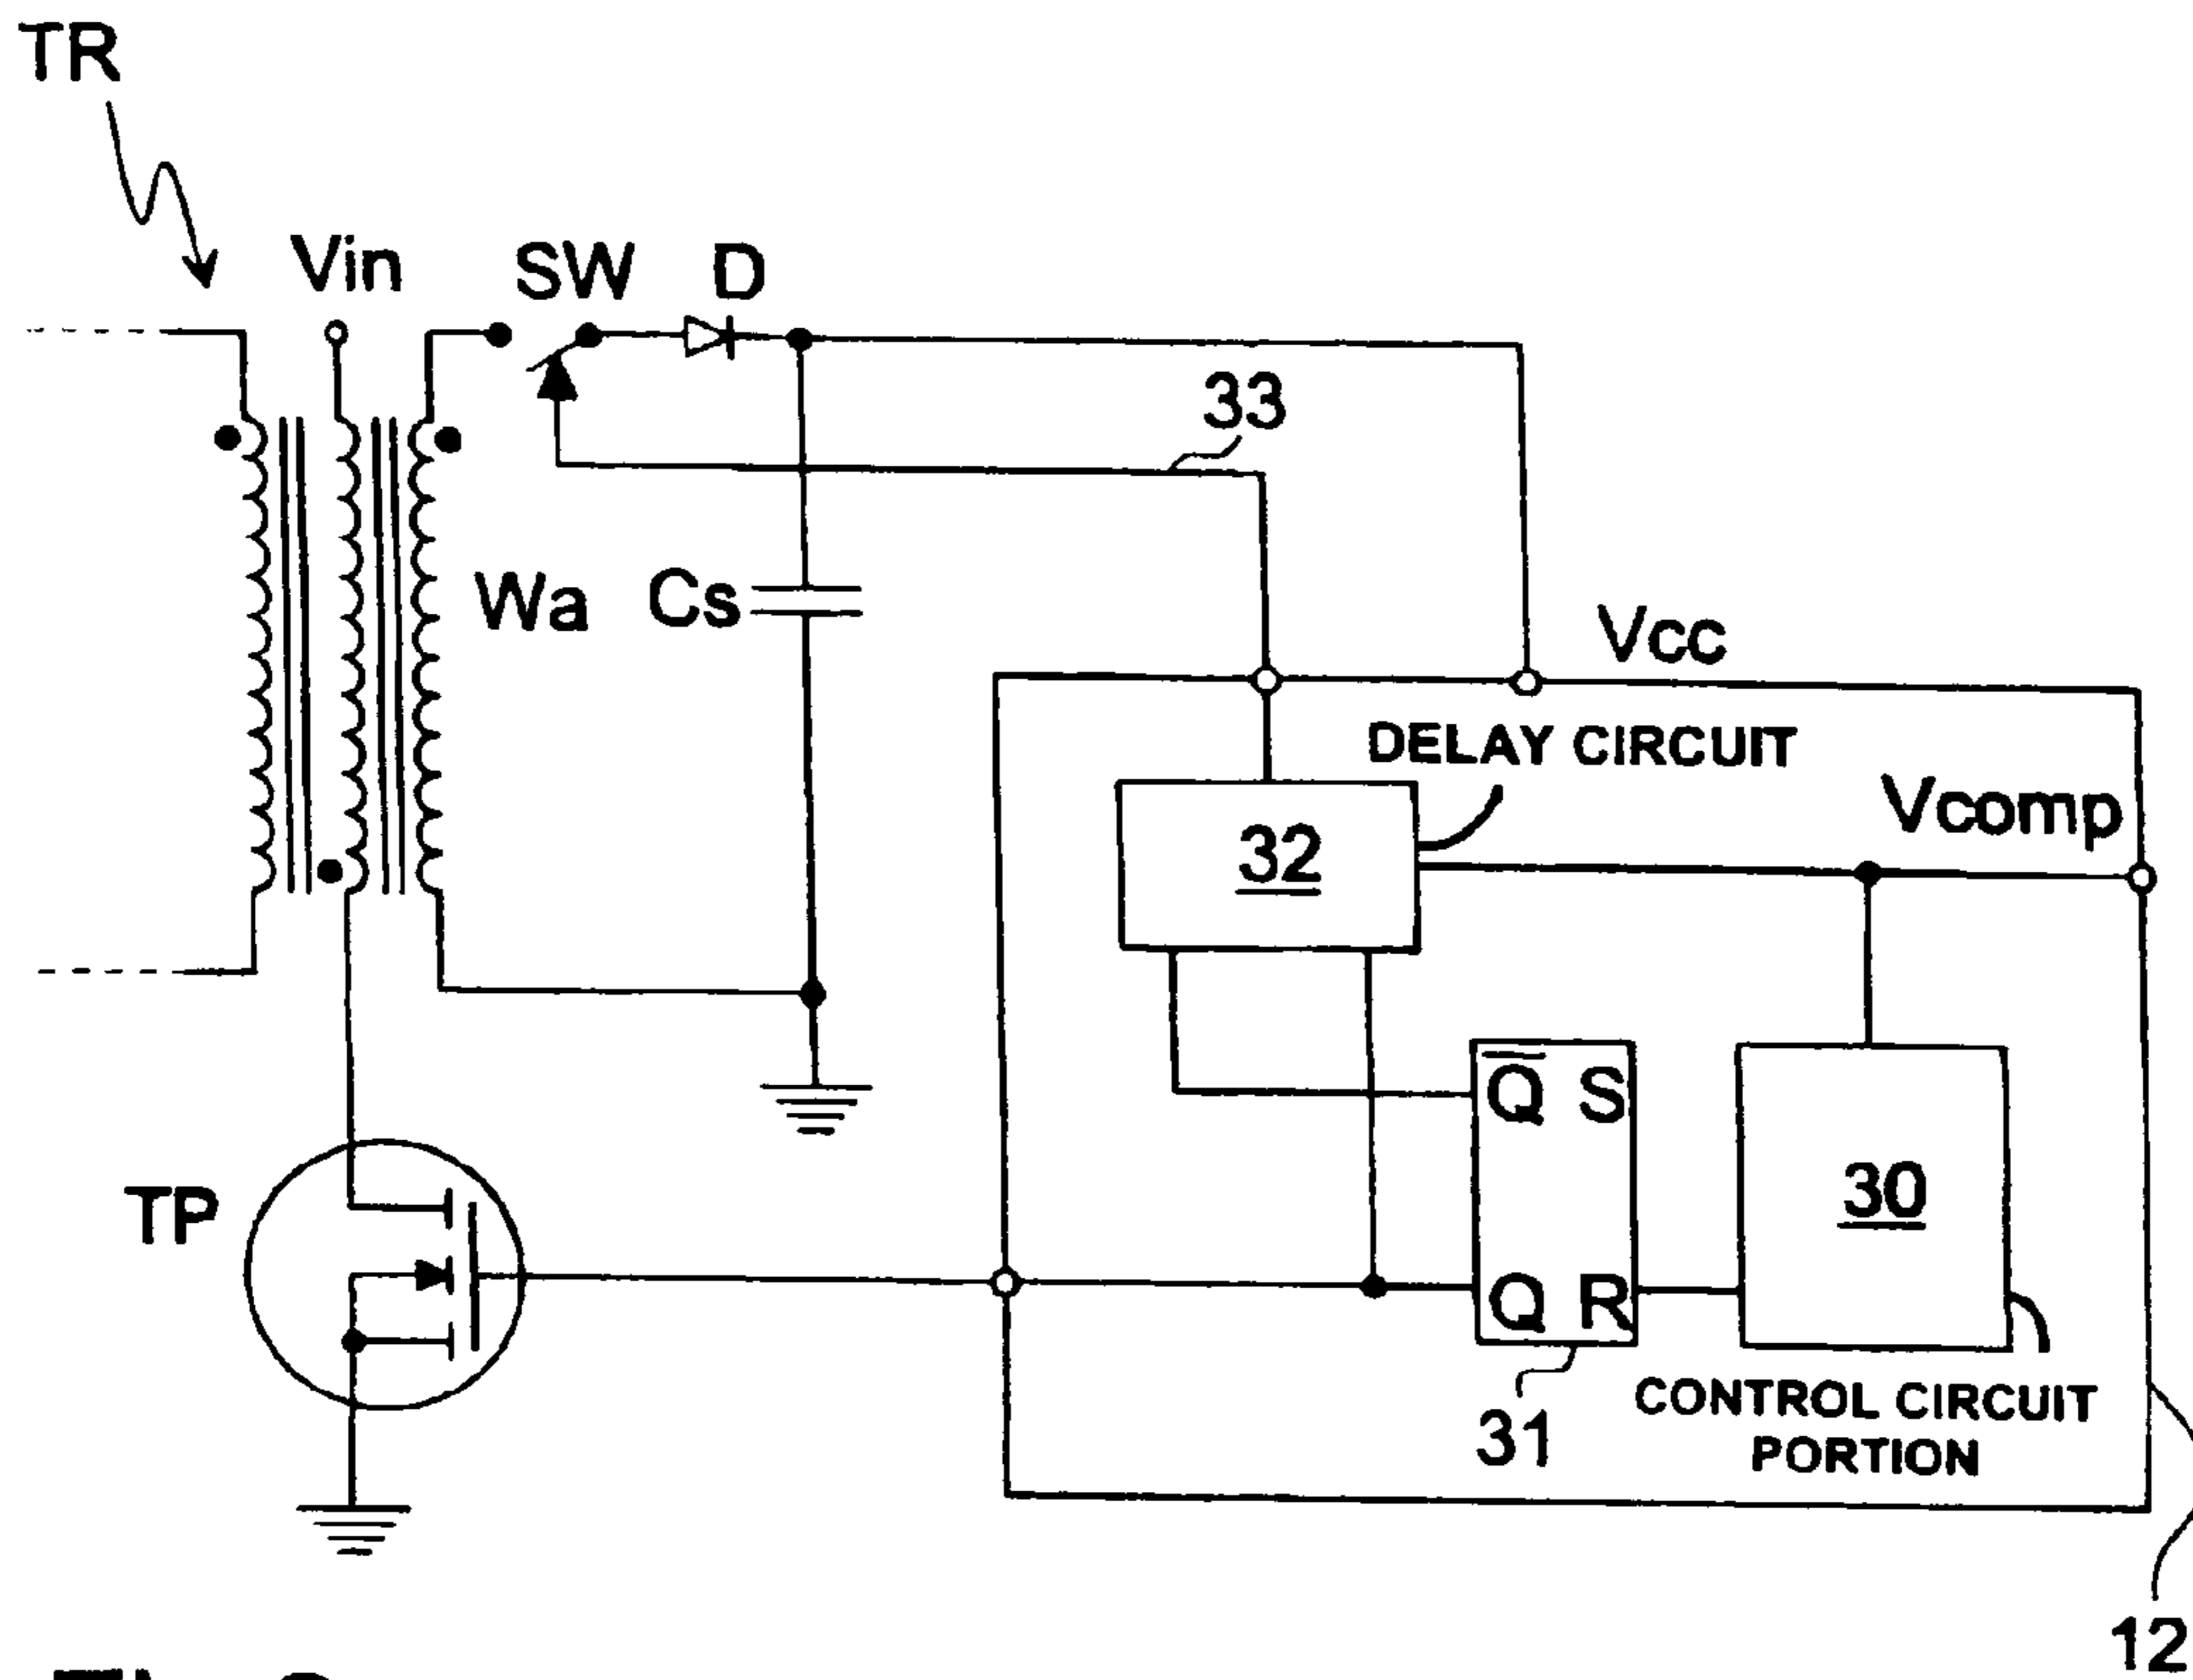 TR
Vin
SW
D
33
Wa
Cs
Vcc
DELAY CIRCUIT
Vcomp
32
Q S
30
TP
Q R
31
CONTROL CIRCUIT
PORTION
12